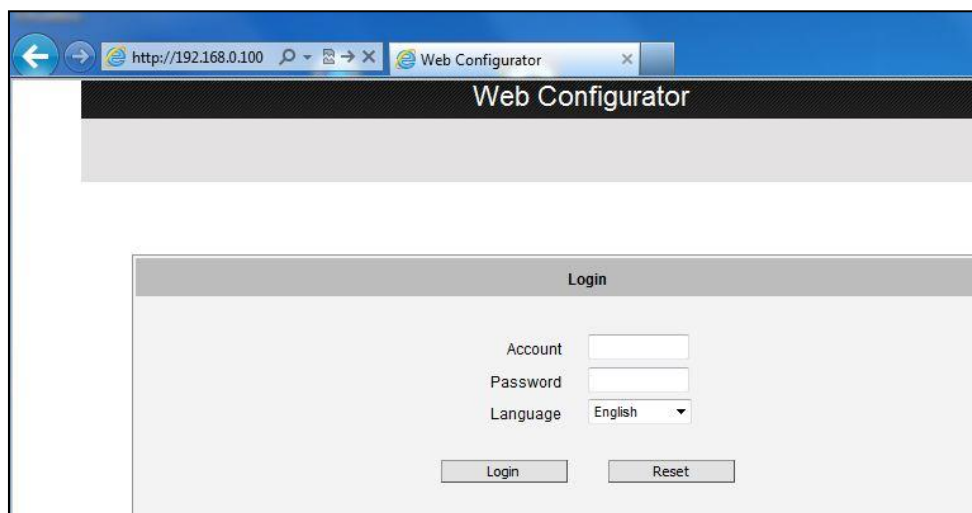 http://192.168.0.100
Web Configurator
Web Configurator
Login
Account
Password
Language English
Login Reset